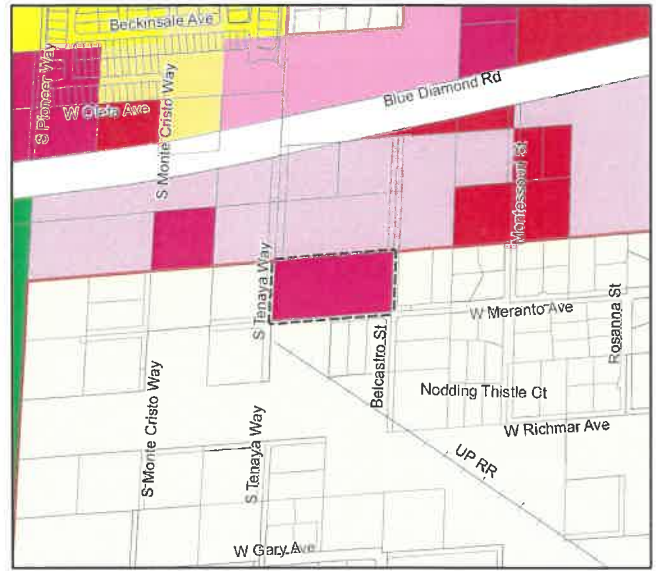 Beckinsale Ave
S Pioneer Way
W Ave
S Monte Cristo Way
Blue Diamond Rd
Montessouri St
S Tenaya Way
W Meranto Ave
Rosanna St
Belcastro St
S Monte Cristo Way
Nodding Thistle Ct
S Tenaya Way
W Richmar Ave
UP RR
W Gary Ave